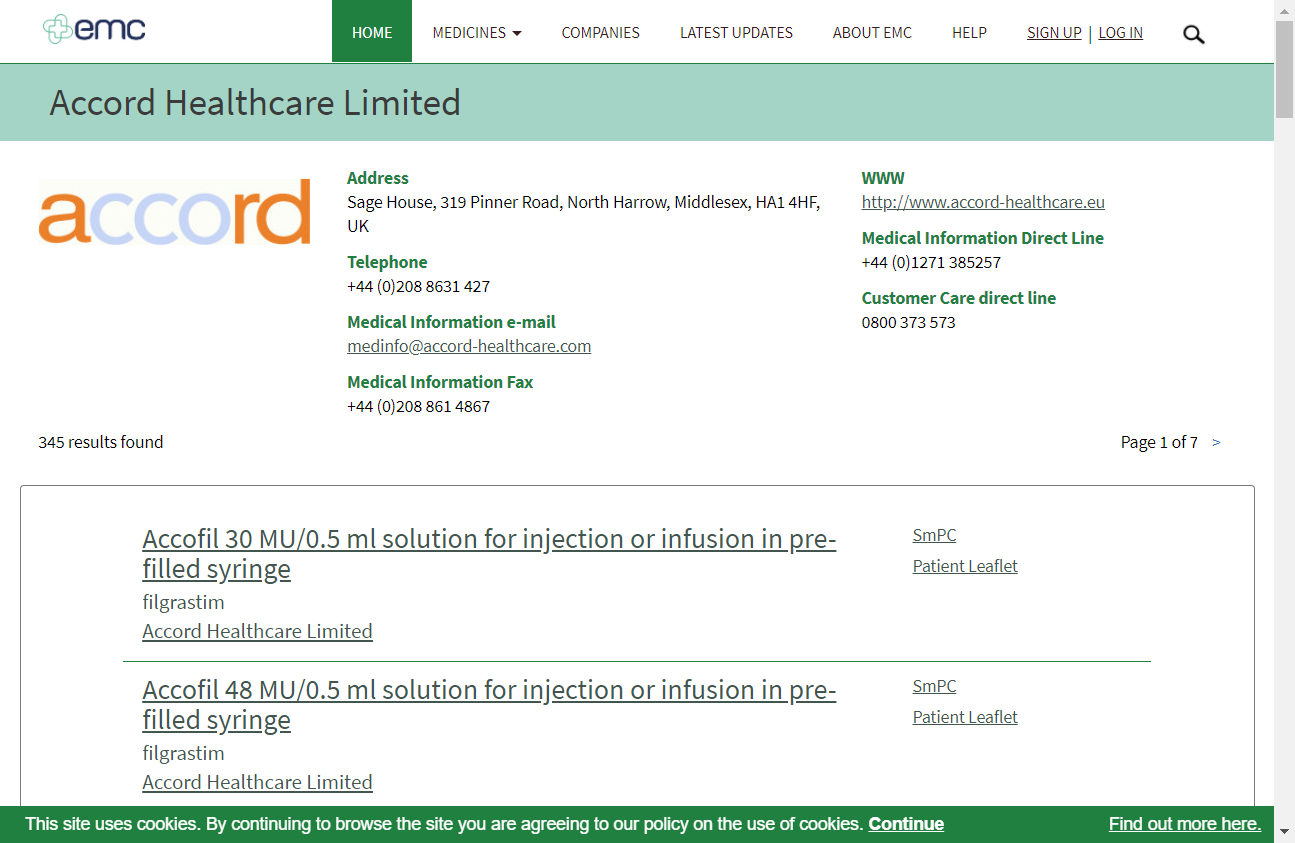 emc
HOME
MEDICINES
COMPANIES
LATEST UPDATES
ABOUT EMC
HELP
SIGN UP | LOG IN
Accord Healthcare Limited
accord
Address
Sage House, 319 Pinner Road, North Harrow, Middlesex, HA1 4HF,
UK
Telephone
+44 (0)208 8631 427
Medical Information e-mail
medinfo@accord-healthcare.com
Medical Information Fax
+44 (0)208 861 4867
WWW
http://www.accord-healthcare.eu
Medical Information Direct Line
+44 (0)1271 385257
Customer Care direct line
0800 373 573
345 results found
Page 1 of 7 >
Accofil 30 MU/0.5 ml solution for injection or infusion in pre-
filled syringe
filgrastim
Accord Healthcare Limited
SmPC
Patient Leaflet
Accofil 48 MU/0.5 ml solution for injection or infusion in pre-
filled syringe
filgrastim
Accord Healthcare Limited
SmPC
Patient Leaflet
This site uses cookies. By continuing to browse the site you are agreeing to our policy on the use of cookies. Continue
Find out more here.